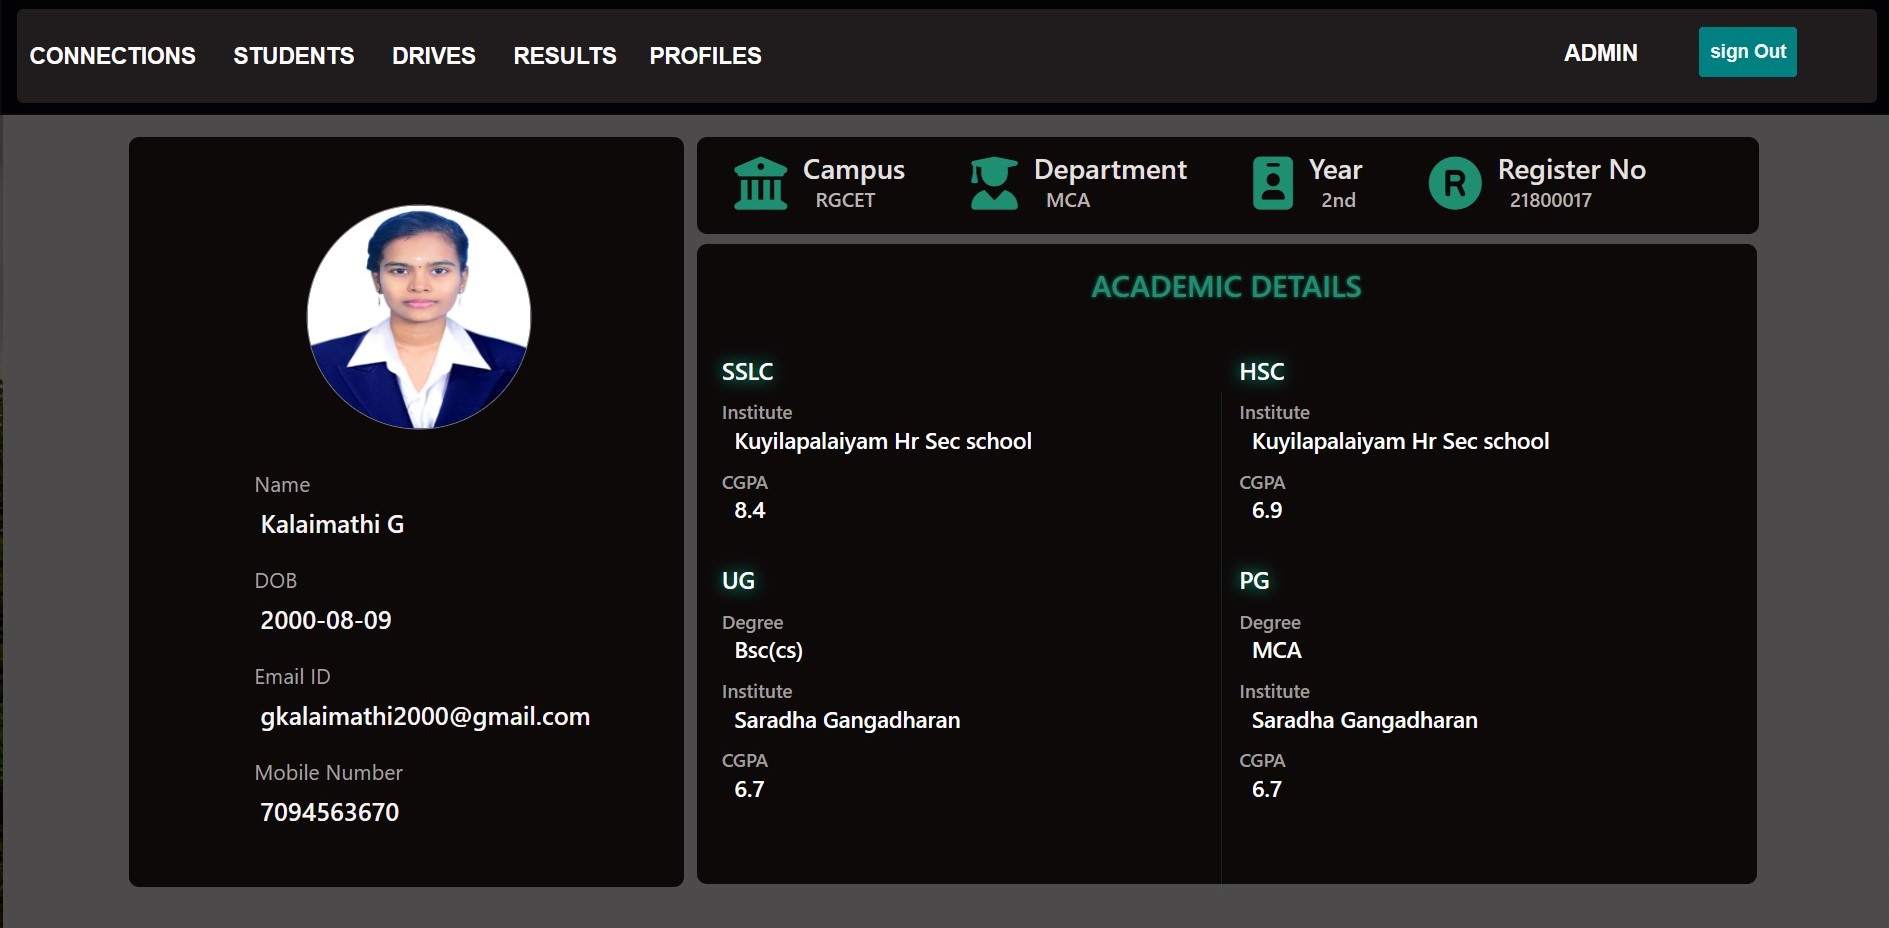 CONNECTIONS STUDENTS DRIVES RESULTS PROFILES ADMIN sign Out
Name
Kalaimathi G
DOB
2000-08-09
Email ID
gkalaimathi2000@gmail.com
Mobile Number
7094563670
Campus
RGCET
Department
MCA
Year
2nd
R
Register No
21800017
ACADEMIC DETAILS
SSLC
Institute
Kuyilapalaiyam Hr Sec school
CGPA
8.4
HSC
Institute
Kuyilapalaiyam Hr Sec school
CGPA
6.9
UG
Degree
Bsc(cs)
Institute
Saradha Gangadharan
CGPA
6.7
PG
Degree
MCA
Institute
Saradha Gangadharan
CGPA
6.7